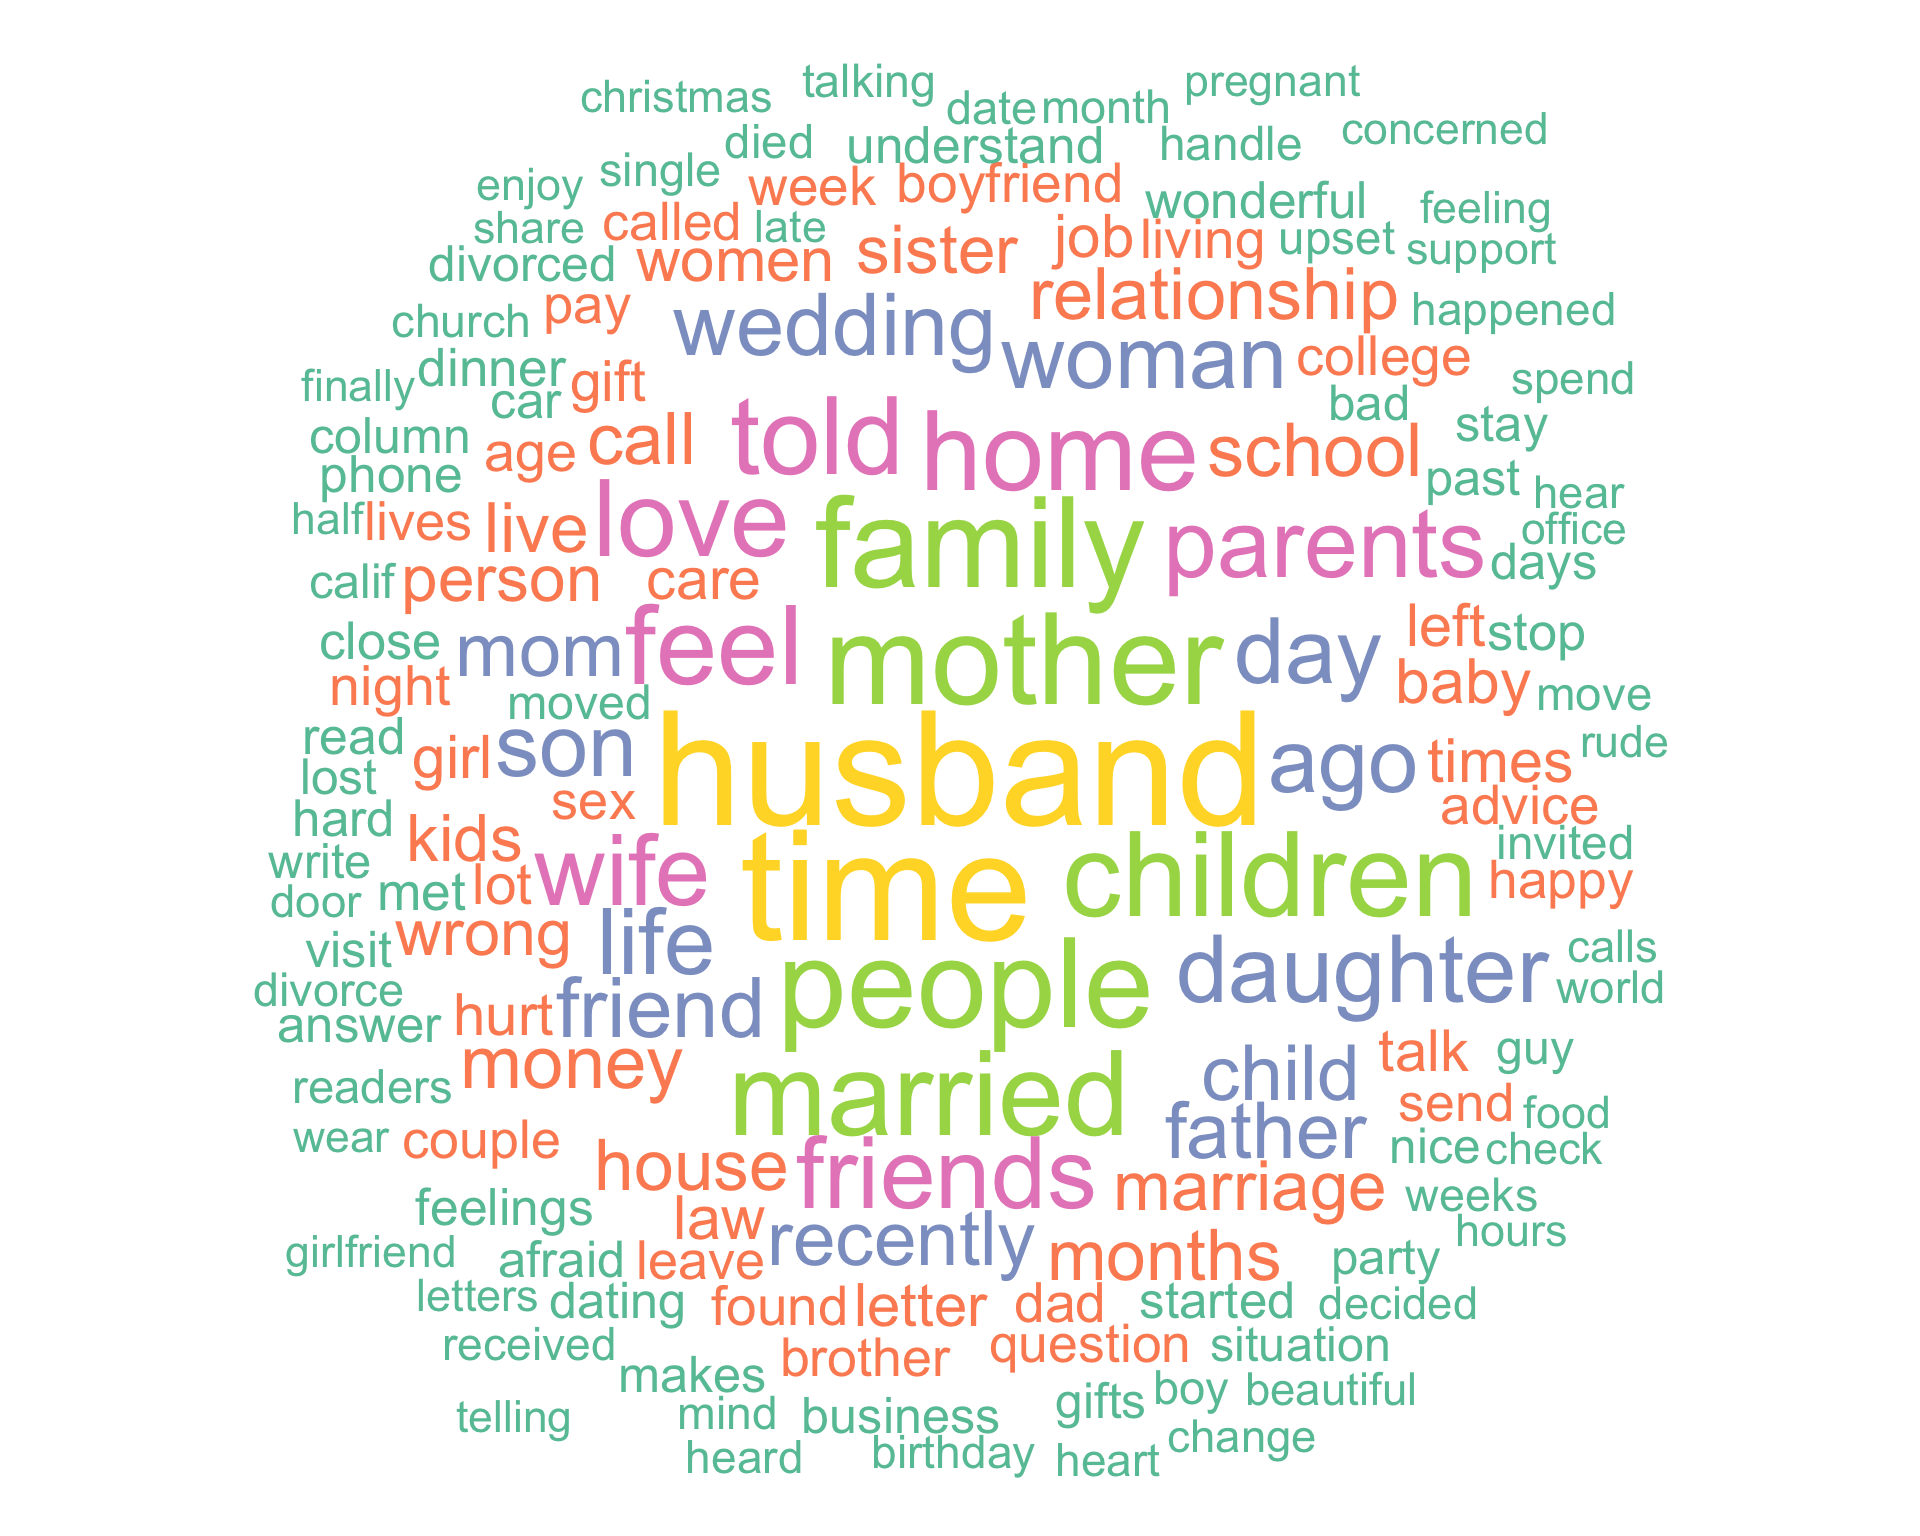 christmas talking date month pregnant
died understand handle concerned
enjoy single week boyfriend wonderful feeling
share called late sister job living upset support
divorced women relationship
church pay wedding woman happened
finally dinner gift college spend
car told home bad stay
column age call school past
phone love family parents hear
half lives live office
calif person care days
close mom feel mother day left stop
night moved baby move
read girl son husband ago times rude
lost sex advice
hard kids wife time children invited
write met lot happy
door wrong life people daughter calls
visit world
divorce hurt friend
answer money married child talk guy
readers father send food
wear couple house friends marriage nice check
feelings law recently months weeks
girlfriend afraid leave party hours
letters dating found letter dad started decided
received makes brother question situation
telling mind business gifts boy beautiful
heard birthday heart change